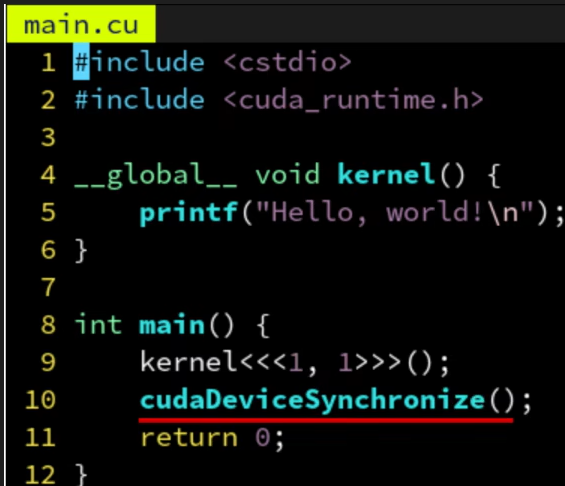 main.cu
1 #include <cstdio>
2 #include <cuda_runtime.h>
3
4 __global__ void kernel() {
5     printf("Hello, world!\n");
6 }
7
8 int main() {
9     kernel<<<1, 1>>>();
10     cudaDeviceSynchronize();
11     return 0;
12 }